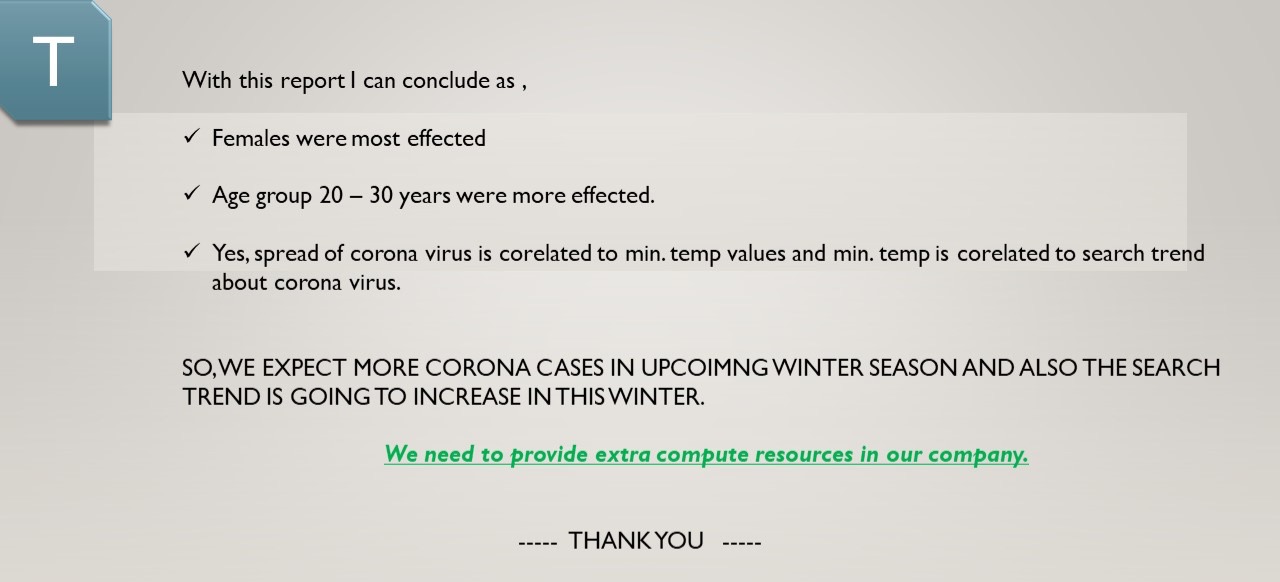 T
With this report I can conclude as ,
✓ Females were most effected
✓ Age group 20 – 30 years were more effected.
✓ Yes, spread of corona virus is corelated to min. temp values and min. temp is corelated to search trend
about corona virus.
SO, WE EXPECT MORE CORONA CASES IN UPCOIMNG WINTER SEASON AND ALSO THE SEARCH
TREND IS GOING TO INCREASE IN THIS WINTER.
We need to provide extra compute resources in our company.
----- THANK YOU -----